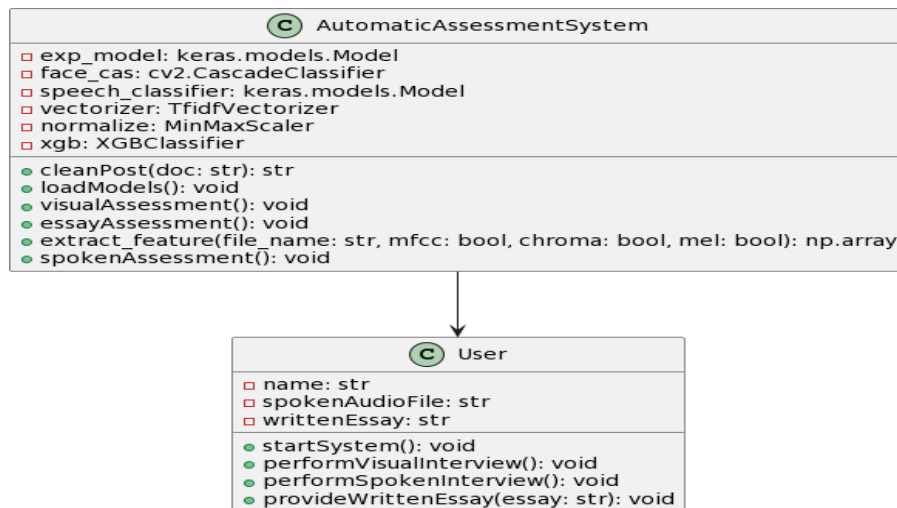 C AutomaticAssessmentSystem
exp_model: keras.models.Model
face_cas: cv2.CascadeClassifier
speech_classifier: keras.models.Model
vectorizer: TfidfVectorizer
normalize: MinMaxScaler
xgb: XGBClassifier
cleanPost(doc: str): str
loadModels(): void
visualAssessment(): void
essayAssessment(): void
extract_feature(file_name: str, mfcc: bool, chroma: bool, mel: bool): np.array
spokenAssessment(): void
C User
name: str
spokenAudioFile: str
writtenEssay: str
startSystem(): void
performVisualInterview(): void
performSpokenInterview(): void
provideWrittenEssay(essay: str): void